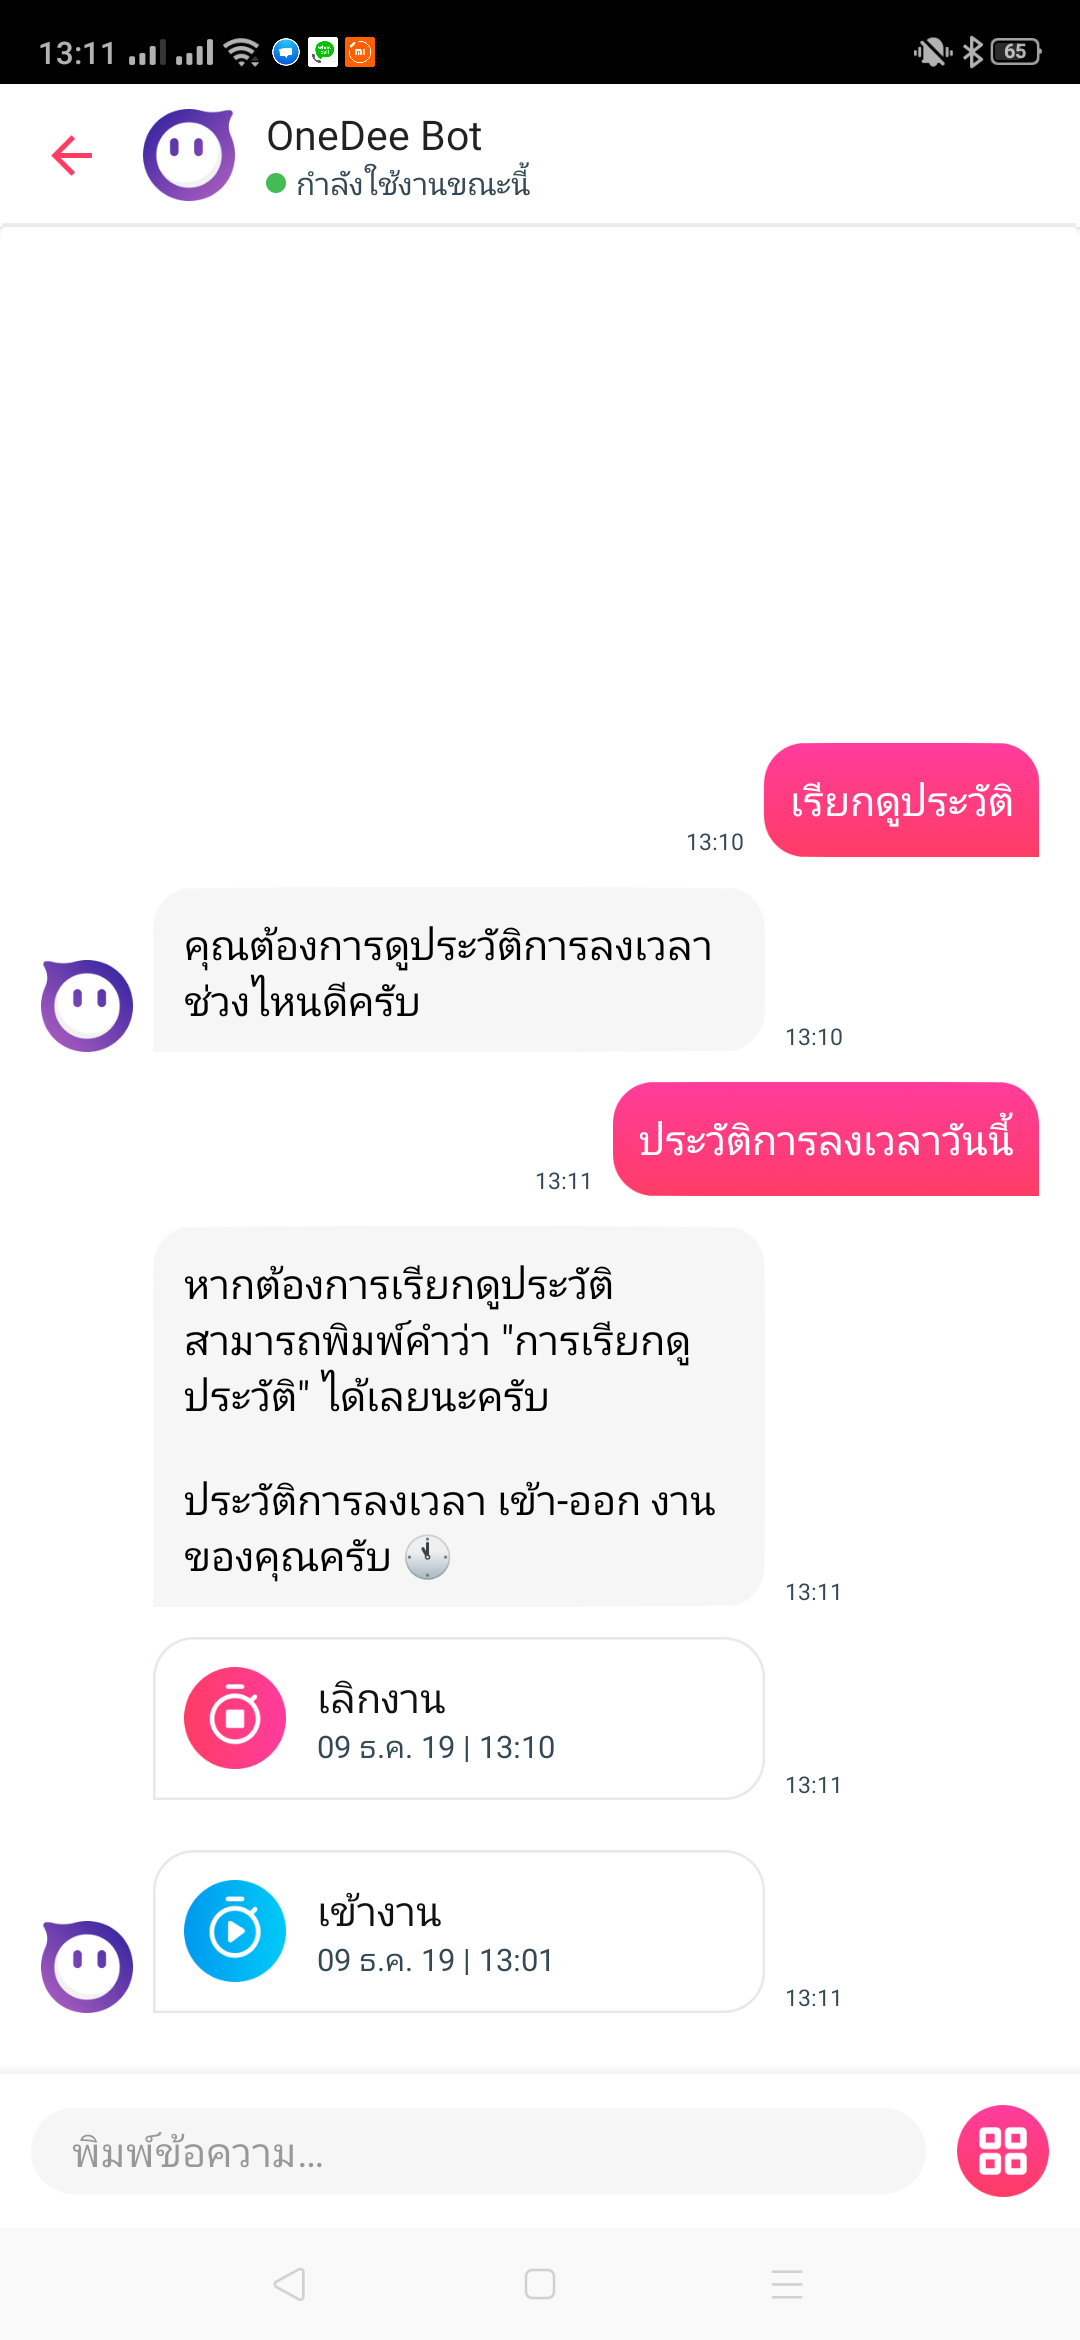 13:11
65
OneDee Bot
กำลังใช้งานขณะนี้
เรียกดูประวัติ
13:10
คุณต้องการดูประวัติการลงเวลา
ช่วงไหนดีครับ
13:10
ประวัติการลงเวลาวันนี้
13:11
หากต้องการเรียกดูประวัติ
สามารถพิมพ์คำว่า "การเรียกดู
ประวัติ" ได้เลยนะครับ
ประวัติการลงเวลา เข้า-ออก งาน
ของคุณครับ 🕚
13:11
เลิกงาน
09 ธ.ค. 19 | 13:10
13:11
เข้างาน
09 ธ.ค. 19 | 13:01
13:11
พิมพ์ข้อความ...